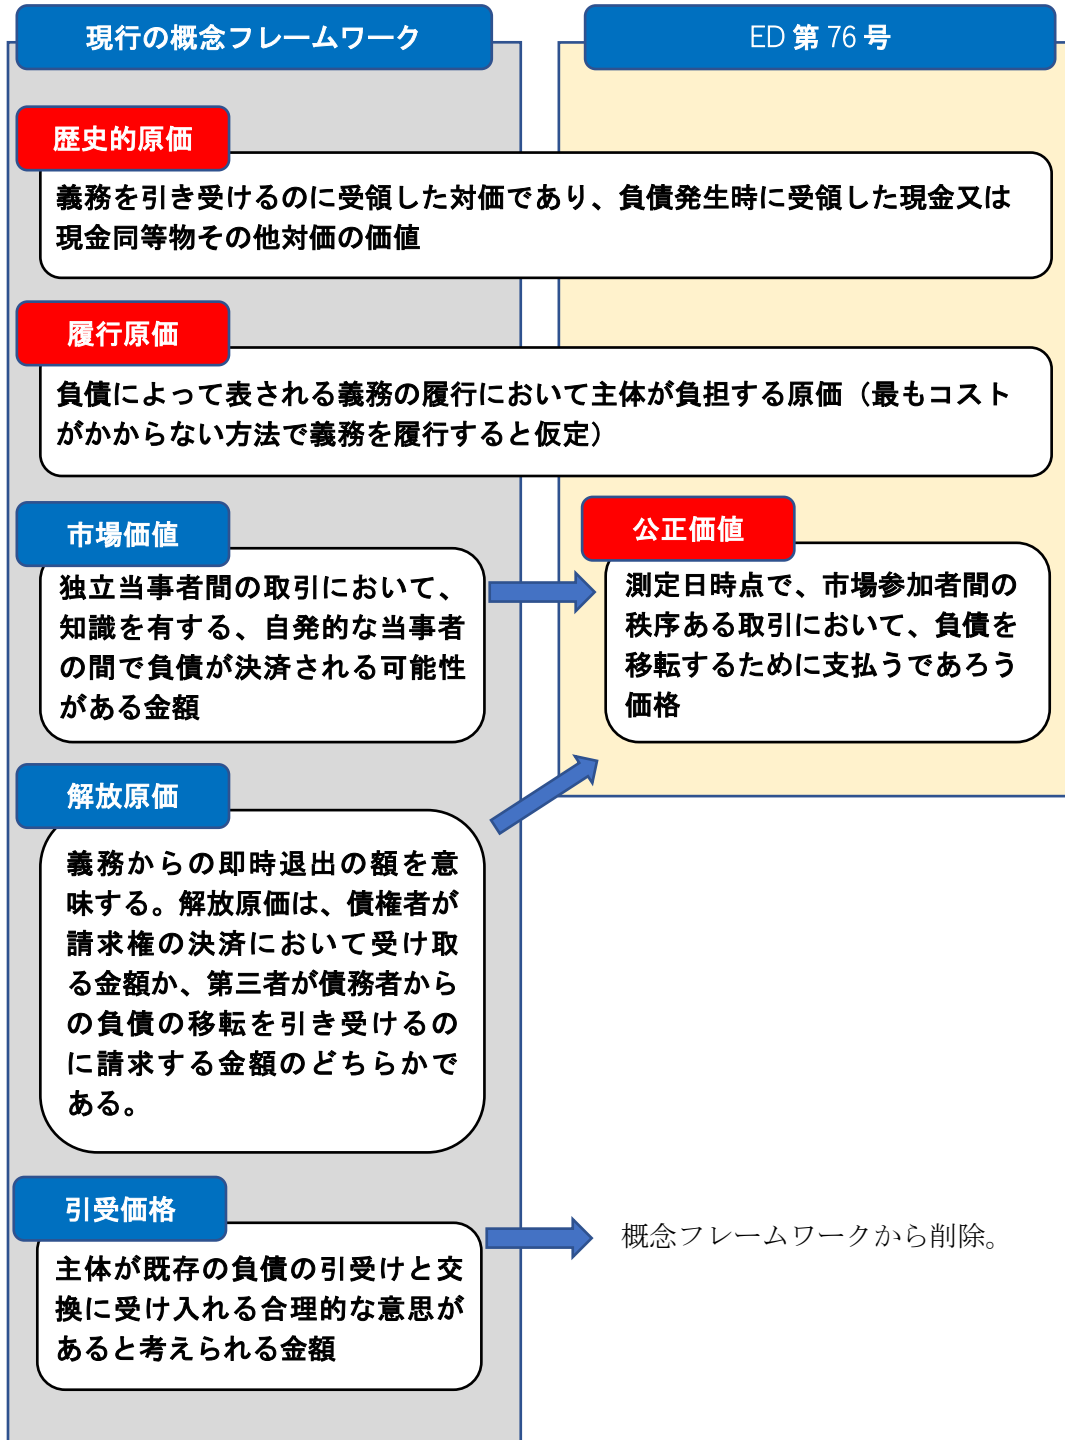 現行の概念フレームワーク
ED 第 76 号
歴史的原価
義務を引き受けるのに受領した対価であり、負債発生時に受領した現金又は
現金同等物その他対価の価値
履行原価
負債によって表される義務の履行において主体が負担する原価（最もコスト
がかからない方法で義務を履行すると仮定）
市場価値
独立当事者間の取引において、
知識を有する、自発的な当事者
の間で負債が決済される可能性
がある金額
公正価値
測定日時点で、市場参加者間の
秩序ある取引において、負債を
移転するために支払うであろう
価格
解放原価
義務からの即時退出の額を意
味する。解放原価は、債権者が
請求権の決済において受け取
る金額か、第三者が債務者から
の負債の移転を引き受けるの
に請求する金額のどちらかで
ある。
引受価格
主体が既存の負債の引受けと交
換に受け入れる合理的な意思が
あると考えられる金額
概念フレームワークから削除。